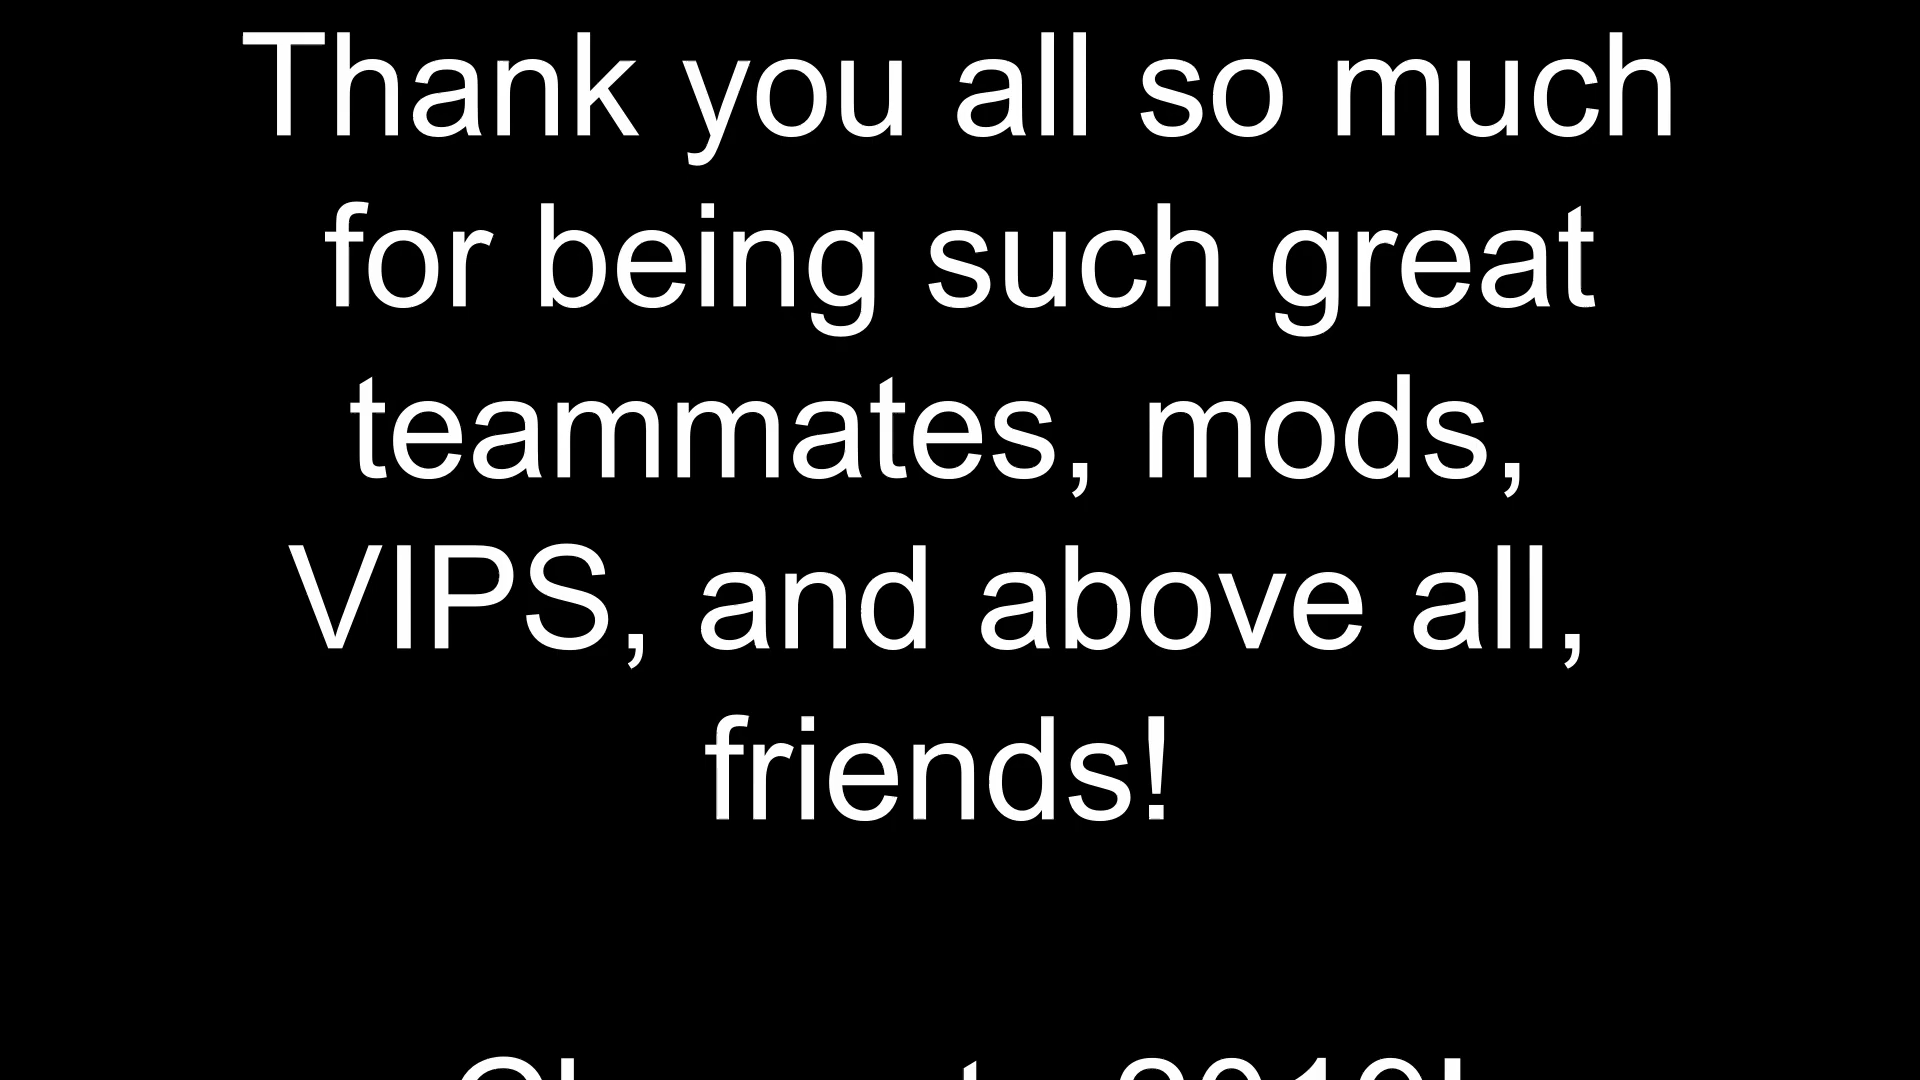 Thank you all so much
for being such great
teammates, mods,
VIPS, and above all,
friends!